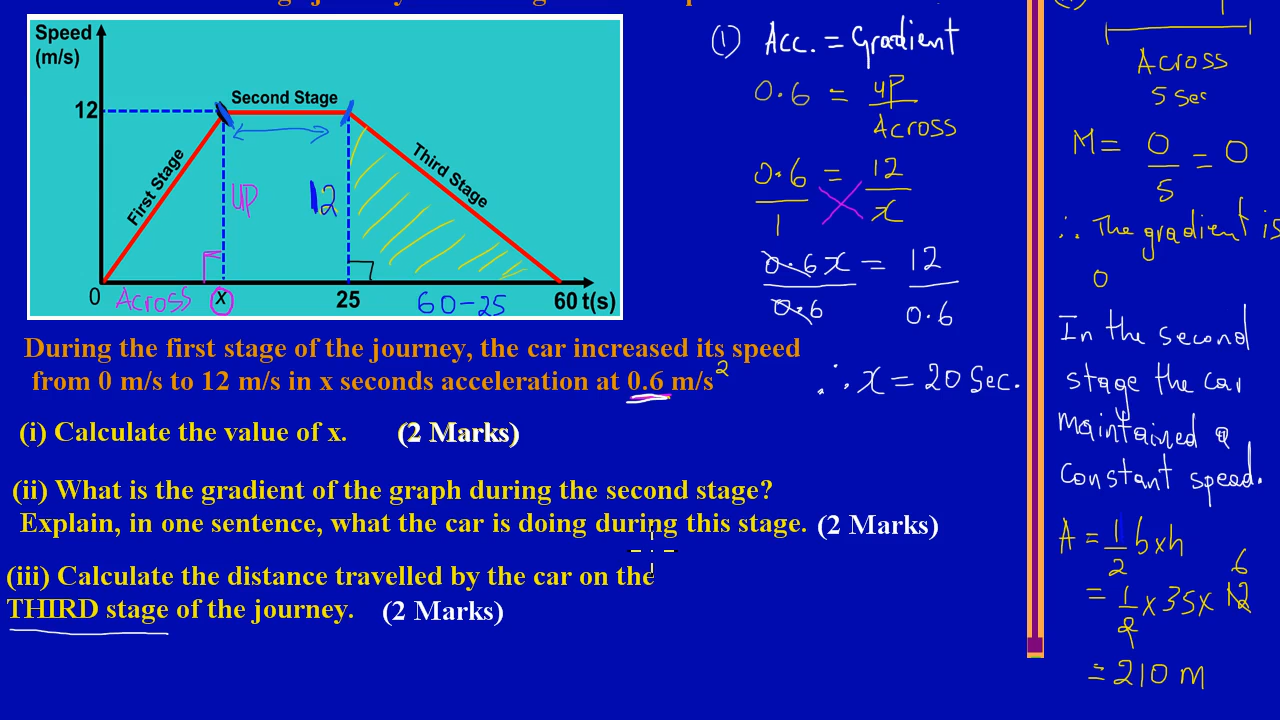 Speed
(m/s)
12
Second Stage
First Stage
Third Stage
UP
12
0
Across
x
25
60-25
60 t(s)
During the first stage of the journey, the car increased its speed
from 0 m/s to 12 m/s in x seconds acceleration at 0.6 m/s²
(i) Calculate the value of x. (2 Marks)
(ii) What is the gradient of the graph during the second stage?
Explain, in one sentence, what the car is doing during this stage. (2 Marks)
(iii) Calculate the distance travelled by the car on the
THIRD stage of the journey. (2 Marks)
(1) Acc. = Gradient
0.6 = UP/Across
0.6/1 = 12/x
0.6x/0.6 = 12/0.6
∴ x = 20 Sec.
Across
5 Sec
M = 0/5 = 0
∴ The gradient is
0
In the second
stage the car
maintained a
Constant speed.
A = 1/2 b x h
= 1/2 x 35 x 12 6
= 210 m